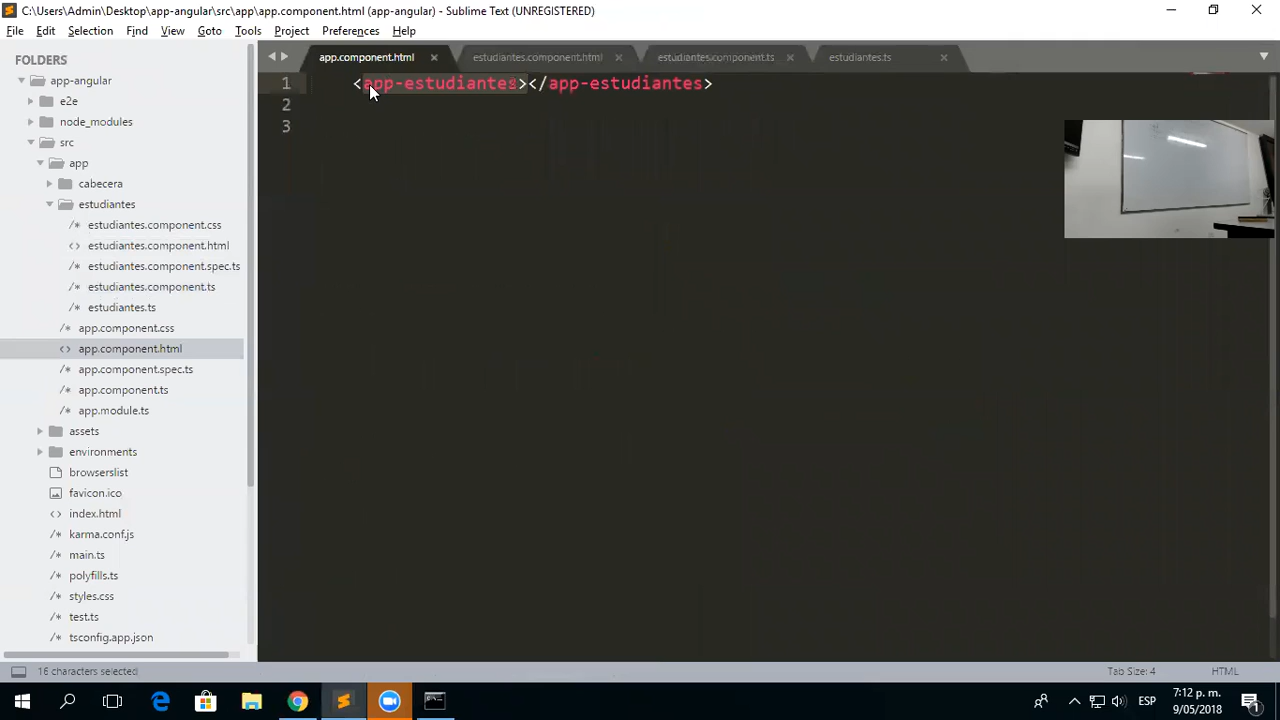 C:\Users\Admin\Desktop\app-angular\src\app\app.component.html (app-angular) - Sublime Text (UNREGISTERED)
File Edit Selection Find View Goto Tools Project Preferences Help
FOLDERS
app-angular
e2e
node_modules
src
app
cabecera
estudiantes
/* estudiantes.component.css
<> estudiantes.component.html
/* estudiantes.component.spec.ts
/* estudiantes.component.ts
/* estudiantes.ts
/* app.component.css
<> app.component.html
/* app.component.spec.ts
/* app.component.ts
/* app.module.ts
assets
environments
browserslist
favicon.ico
<> index.html
/* karma.conf.js
/* main.ts
/* polyfills.ts
/* styles.css
/* test.ts
/* tsconfig.app.json
app.component.html estudiantes.component.html estudiantes.component.ts estudiantes.ts
1 <app-estudiantes></app-estudiantes>
2
3
16 characters selected Tab Size: 4 HTML
ESP 7:12 p. m.
9/05/2018
1